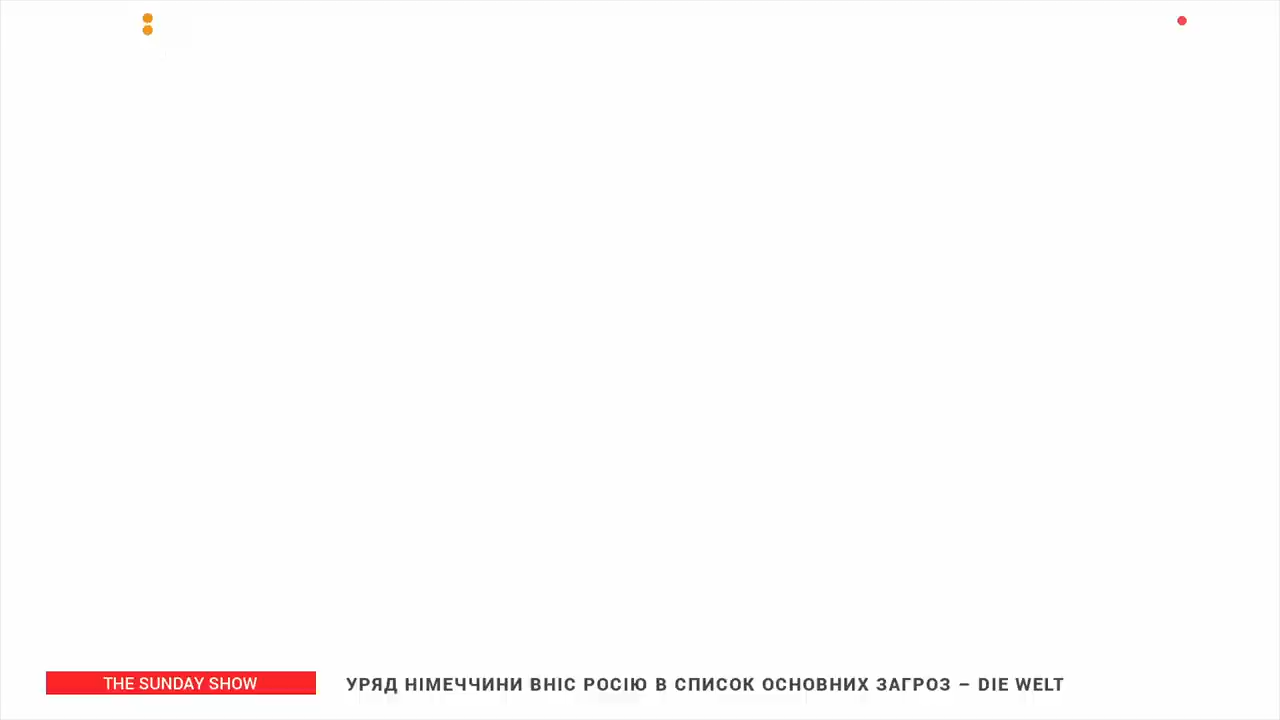 THE SUNDAY SHOW
УРЯД НІМЕЧЧИНИ ВНІС РОСІЮ В СПИСОК ОСНОВНИХ ЗАГРОЗ – DIE WELT